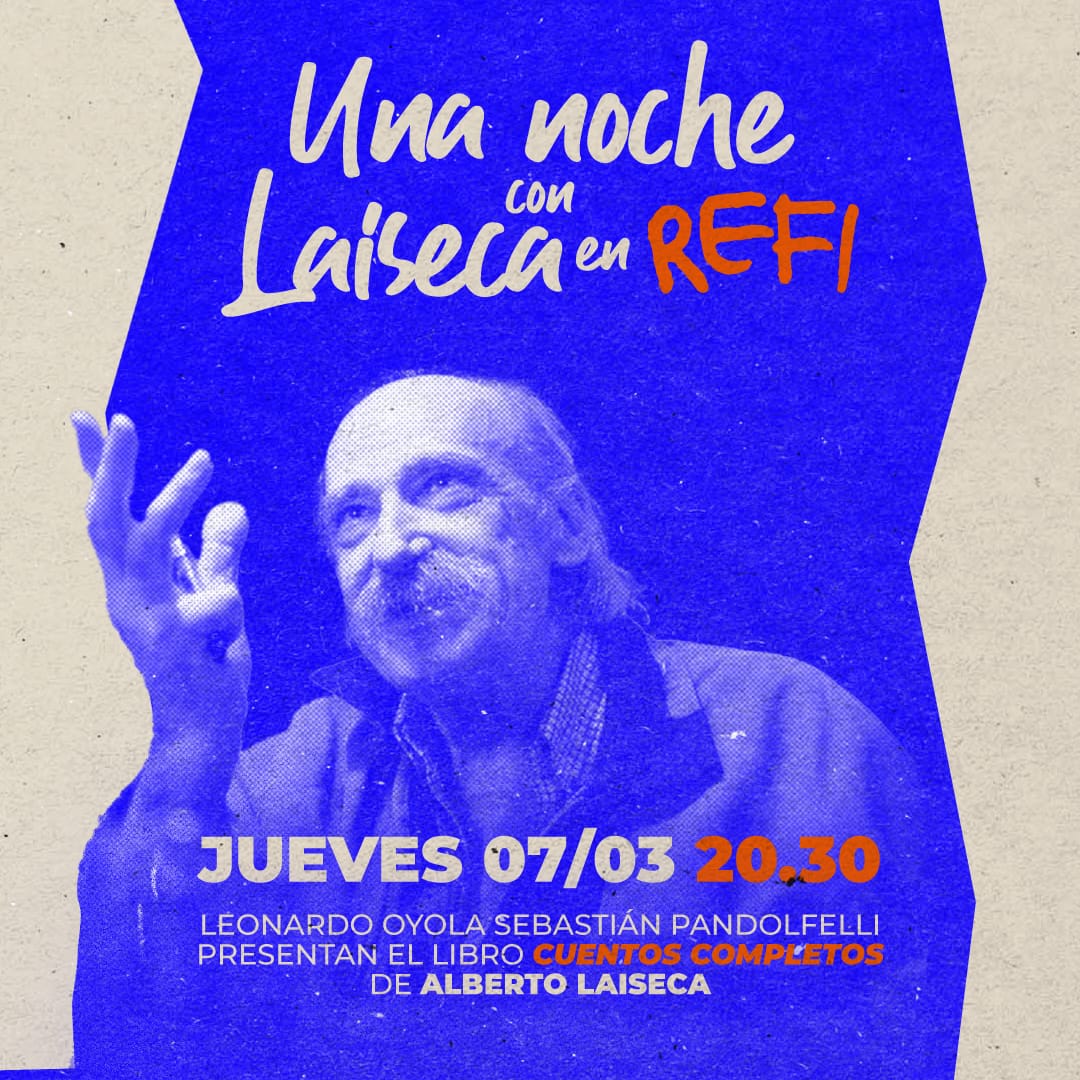 Una noche
con
Laiseca en REFI
JUEVES 07/03 20.30
LEONARDO OYOLA SEBASTIÁN PANDOLFELLI
PRESENTAN EL LIBRO CUENTOS COMPLETOS
DE ALBERTO LAISECA